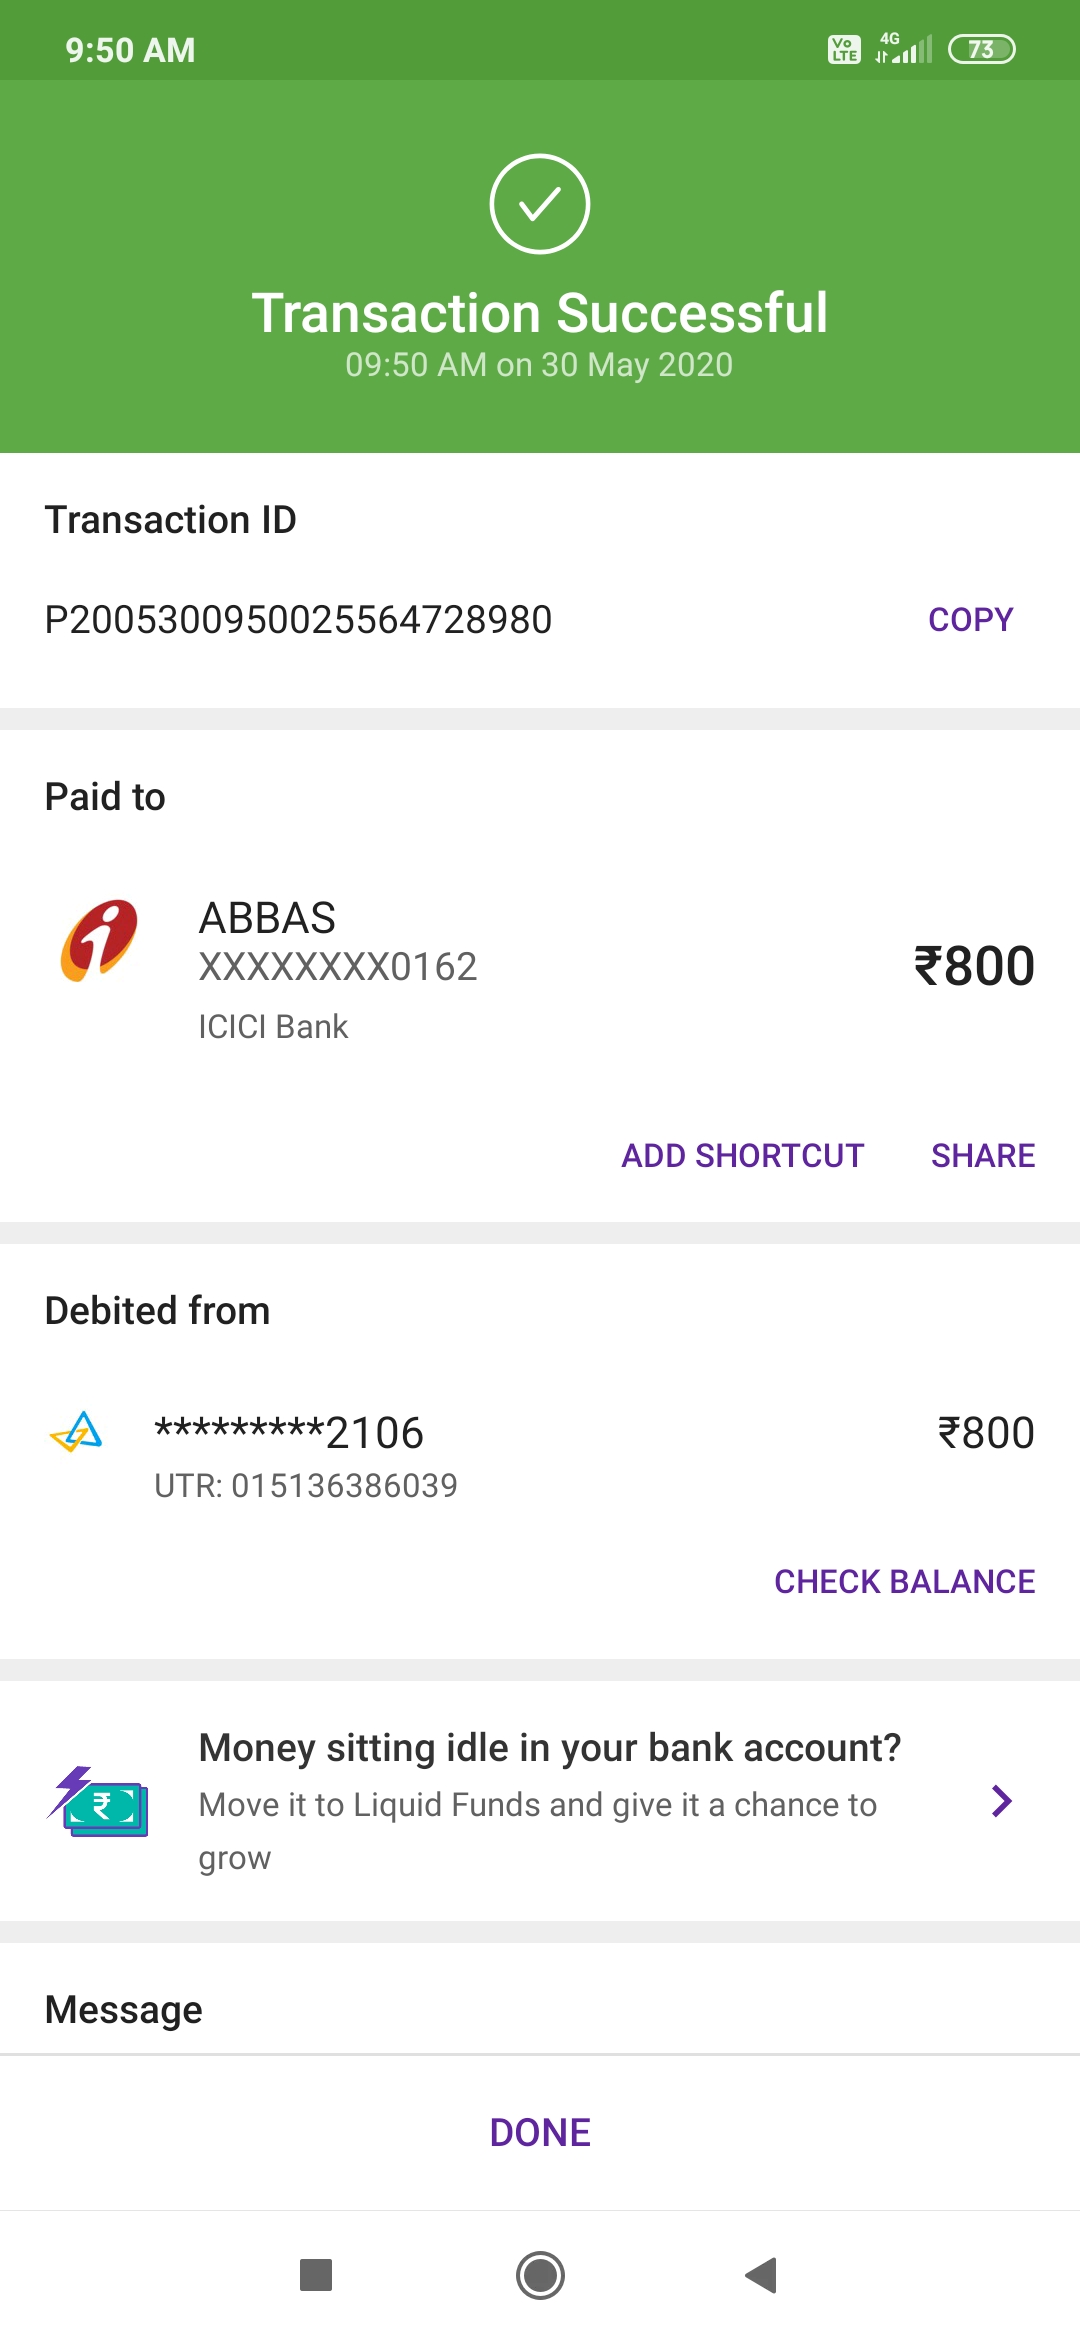 9:50 AM
Vo LTE 4G 73
Transaction Successful
09:50 AM on 30 May 2020
Transaction ID
P2005300950025564728980 COPY
Paid to
ABBAS
XXXXXXXX0162 ₹800
ICICI Bank
ADD SHORTCUT SHARE
Debited from
*********2106 ₹800
UTR: 015136386039
CHECK BALANCE
Money sitting idle in your bank account?
Move it to Liquid Funds and give it a chance to
grow
Message
DONE